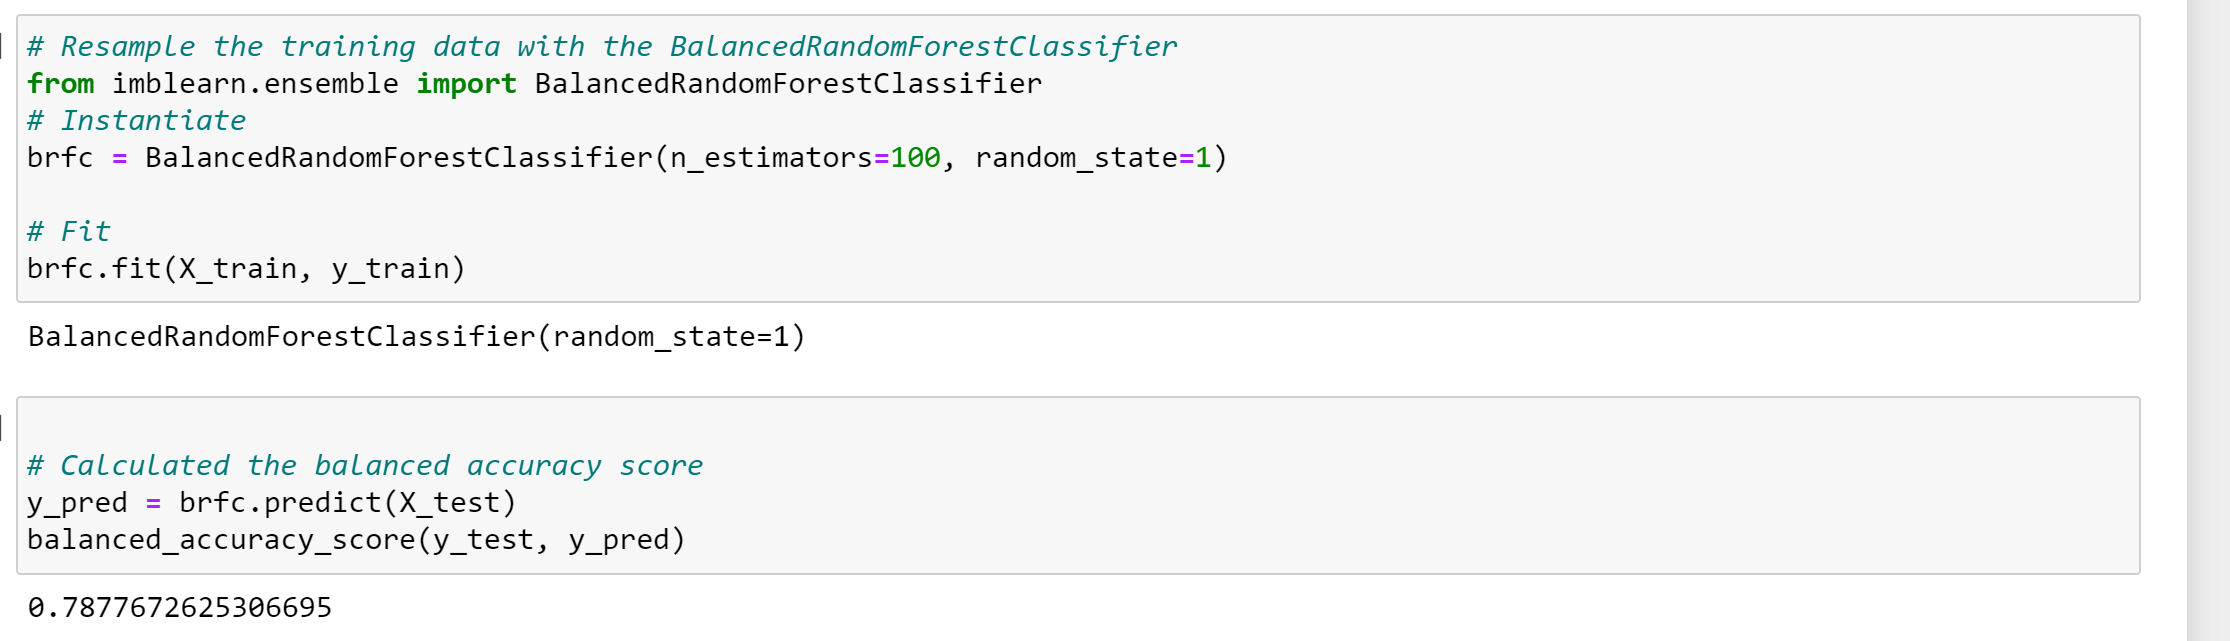 # Resample the training data with the BalancedRandomForestClassifier
from imblearn.ensemble import BalancedRandomForestClassifier
# Instantiate
brfc = BalancedRandomForestClassifier(n_estimators=100, random_state=1)
# Fit
brfc.fit(X_train, y_train)
BalancedRandomForestClassifier(random_state=1)
# Calculated the balanced accuracy score
y_pred = brfc.predict(X_test)
balanced_accuracy_score(y_test, y_pred)
0.7877672625306695